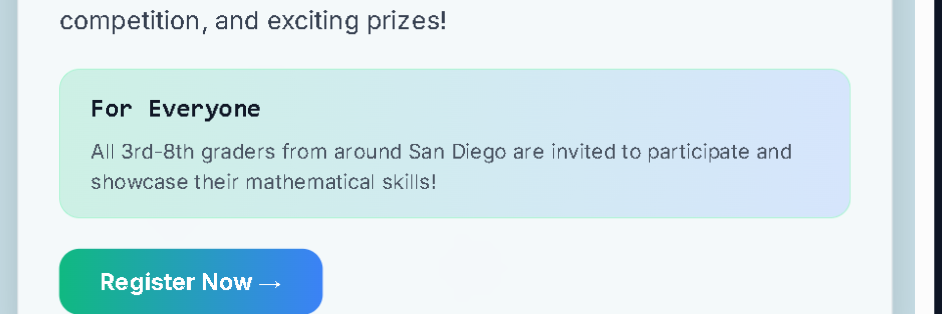 competition, and exciting prizes!
For Everyone
All 3rd-8th graders from around San Diego are invited to participate and
showcase their mathematical skills!
Register Now →